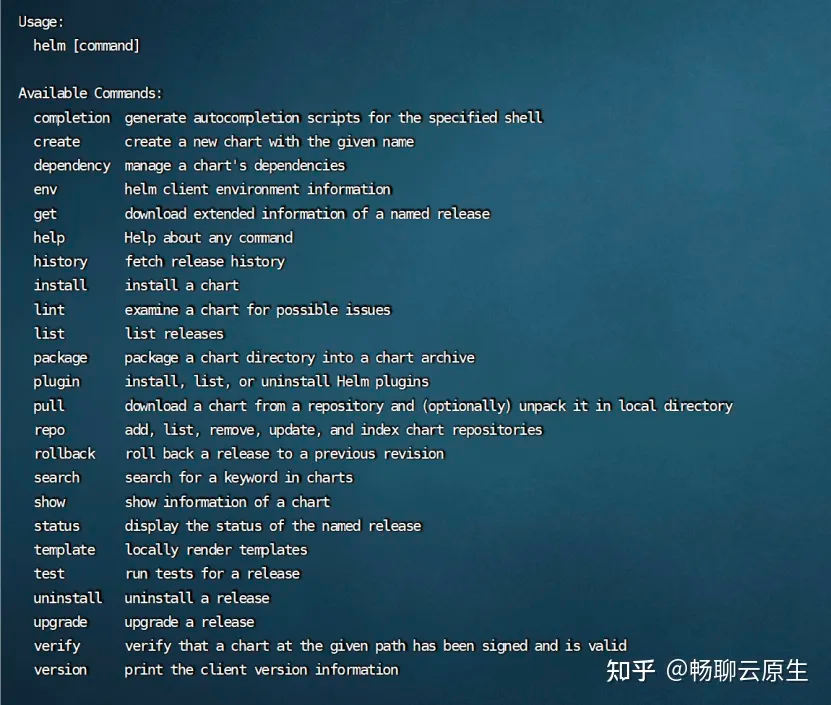 Usage:
helm [command]
Available Commands:
completion generate autocompletion scripts for the specified shell
create create a new chart with the given name
dependency manage a chart's dependencies
env helm client environment information
get download extended information of a named release
help Help about any command
history fetch release history
install install a chart
lint examine a chart for possible issues
list list releases
package package a chart directory into a chart archive
plugin install, list, or uninstall Helm plugins
pull download a chart from a repository and (optionally) unpack it in local directory
repo add, list, remove, update, and index chart repositories
rollback roll back a release to a previous revision
search search for a keyword in charts
show show information of a chart
status display the status of the named release
template locally render templates
test run tests for a release
uninstall uninstall a release
upgrade upgrade a release
verify verify that a chart at the given path has been signed and is valid
version print the client version information
知乎 @畅聊云原生